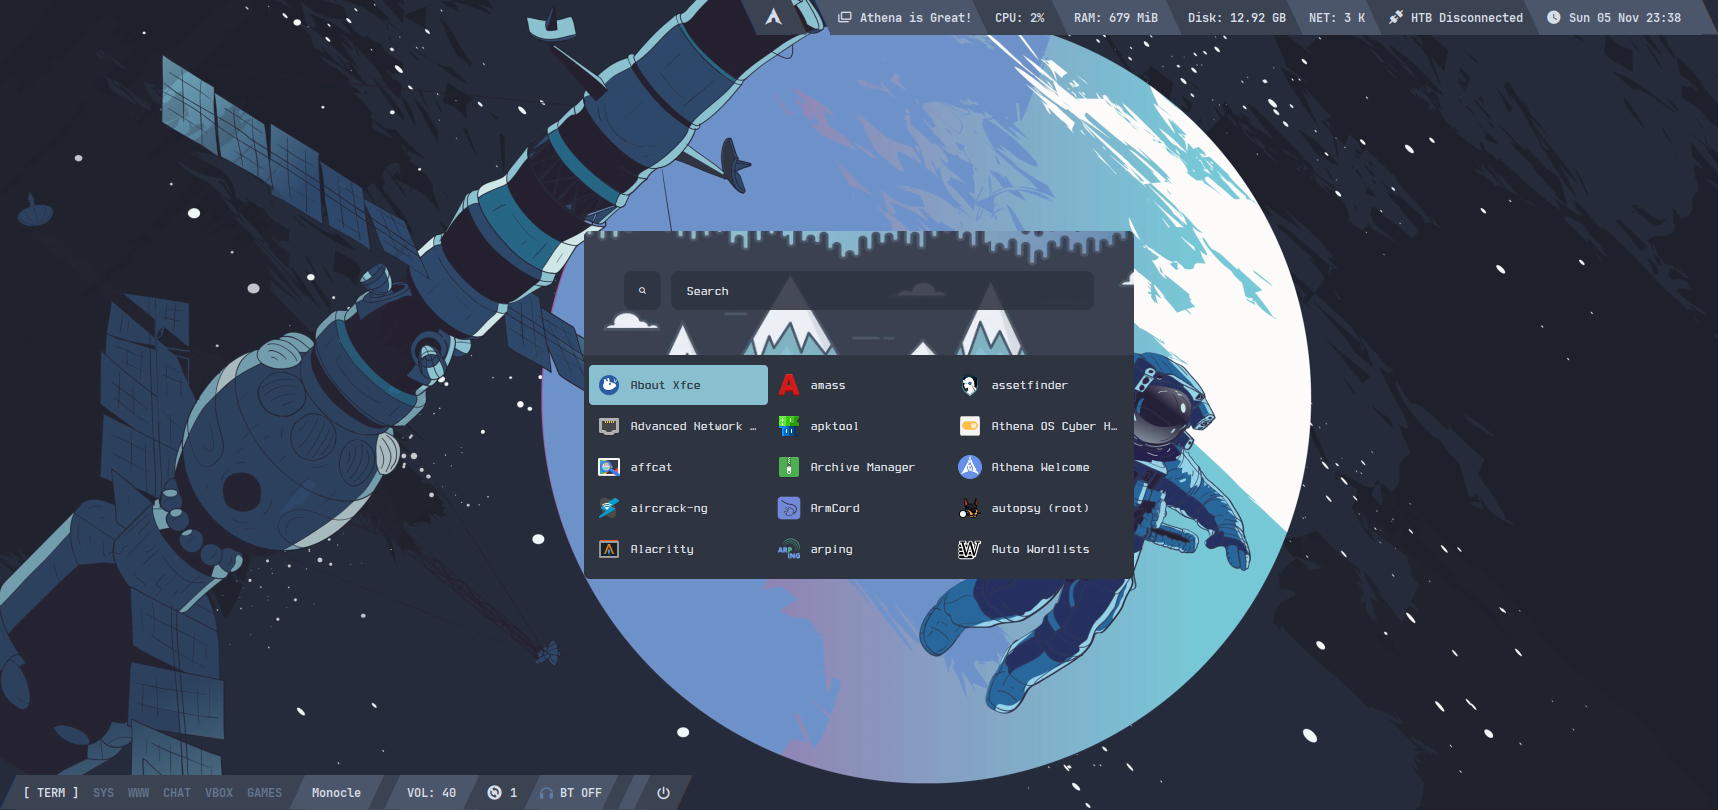 Athena is Great! CPU: 2% RAM: 679 MiB Disk: 12.92 GB NET: 3 K HTB Disconnected Sun 05 Nov 23:38
Search
About Xfce
Advanced Network …
affcat
aircrack-ng
Alacritty
amass
apktool
Archive Manager
ArmCord
ARP
ING
arping
assetfinder
Athena OS Cyber H…
Athena Welcome
autopsy (root)
W
Auto Wordlists
[ TERM ] SYS WWW CHAT VBOX GAMES Monocle VOL: 40 1 BT OFF